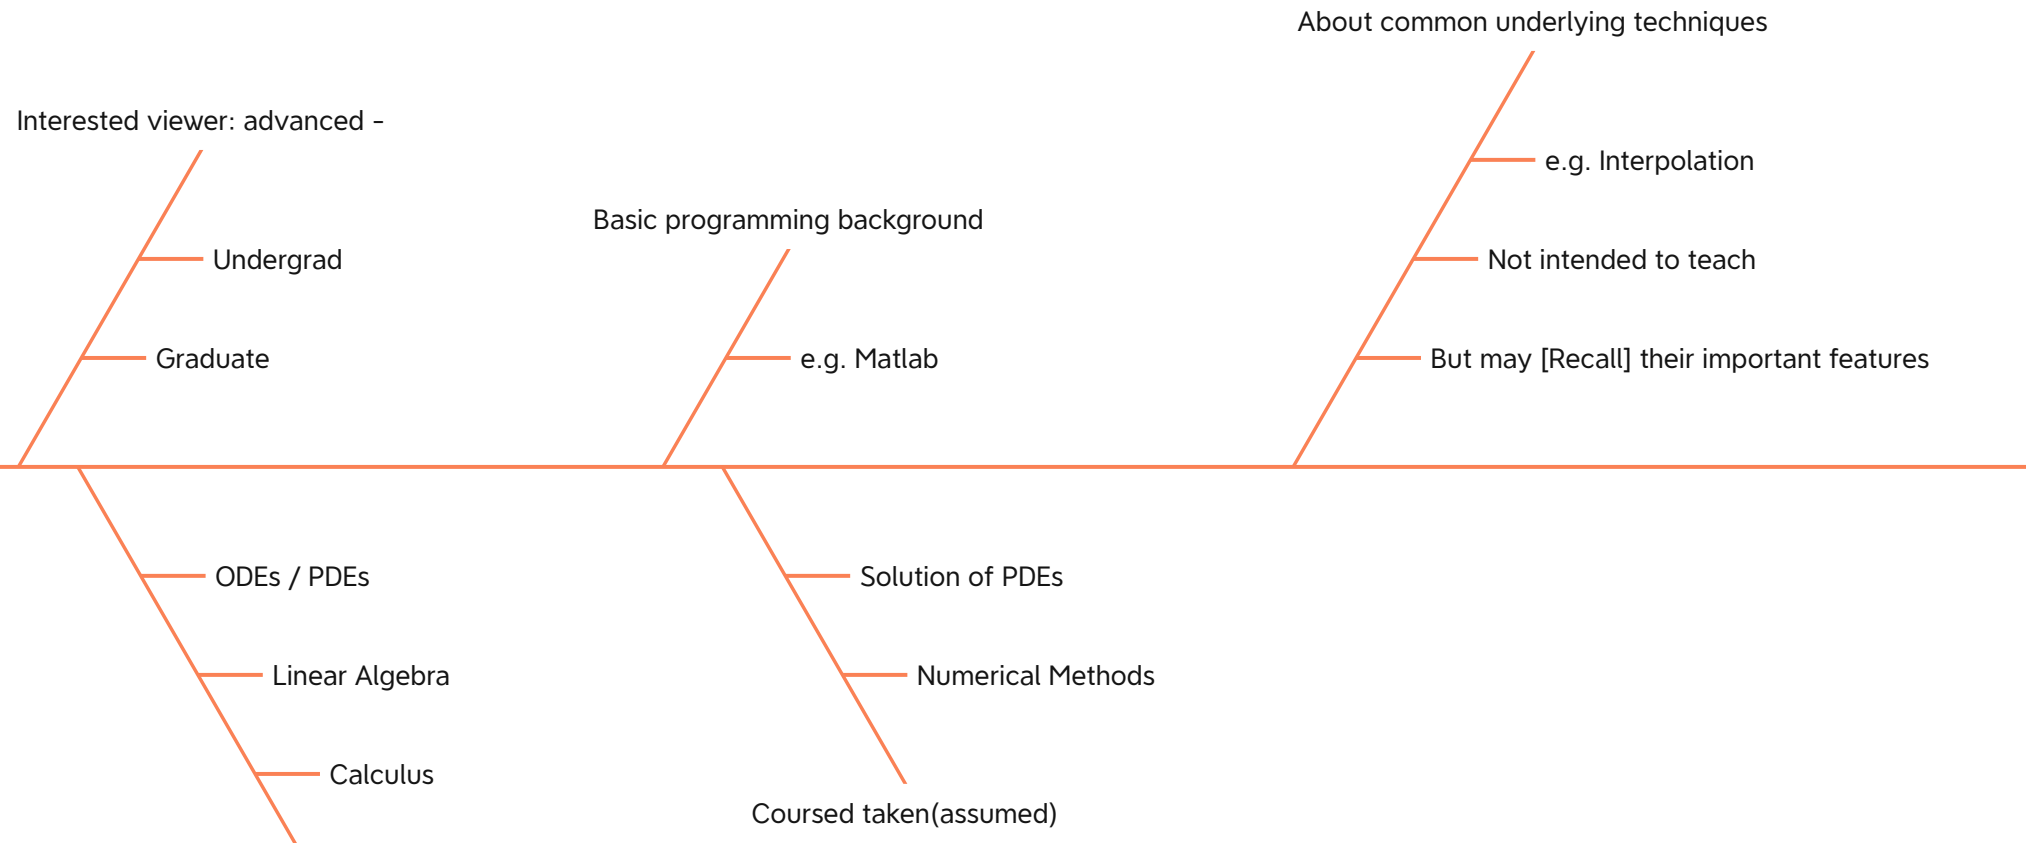 About common underlying techniques
Interested viewer: advanced -
e.g. Interpolation
Basic programming background
Undergrad
Not intended to teach
Graduate
e.g. Matlab
But may [Recall] their important features
ODEs / PDEs
Solution of PDEs
Linear Algebra
Numerical Methods
Calculus
Coursed taken(assumed)